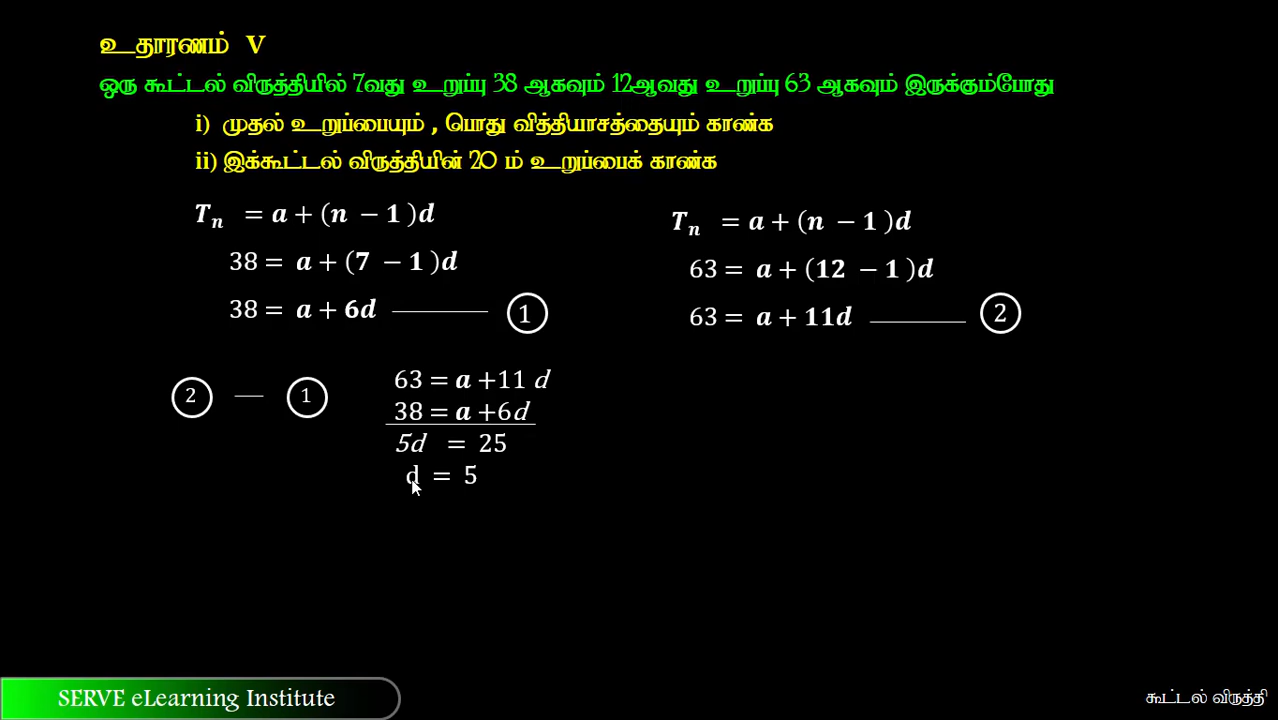 உதாரணம் V
ஒரு கூட்டல் விருத்தியில் 7வது உறுப்பு 38 ஆகவும் 12ஆவது உறுப்பு 63 ஆகவும் இருக்கும்போது
i) முதல் உறுப்பையும் , பொது வித்தியாசத்தையும் காண்க
ii) இக்கூட்டல் விருத்தியின் 20 ம் உறுப்பைக் காண்க
Tₙ = a + (n − 1)d
38 = a + (7 − 1)d
38 = a + 6d ——— 1
Tₙ = a + (n − 1)d
63 = a + (12 − 1)d
63 = a + 11d ——— 2
2 — 1
63 = a +11 d
38 = a +6d
5d = 25
d = 5
SERVE eLearning Institute
கூட்டல் விருத்தி